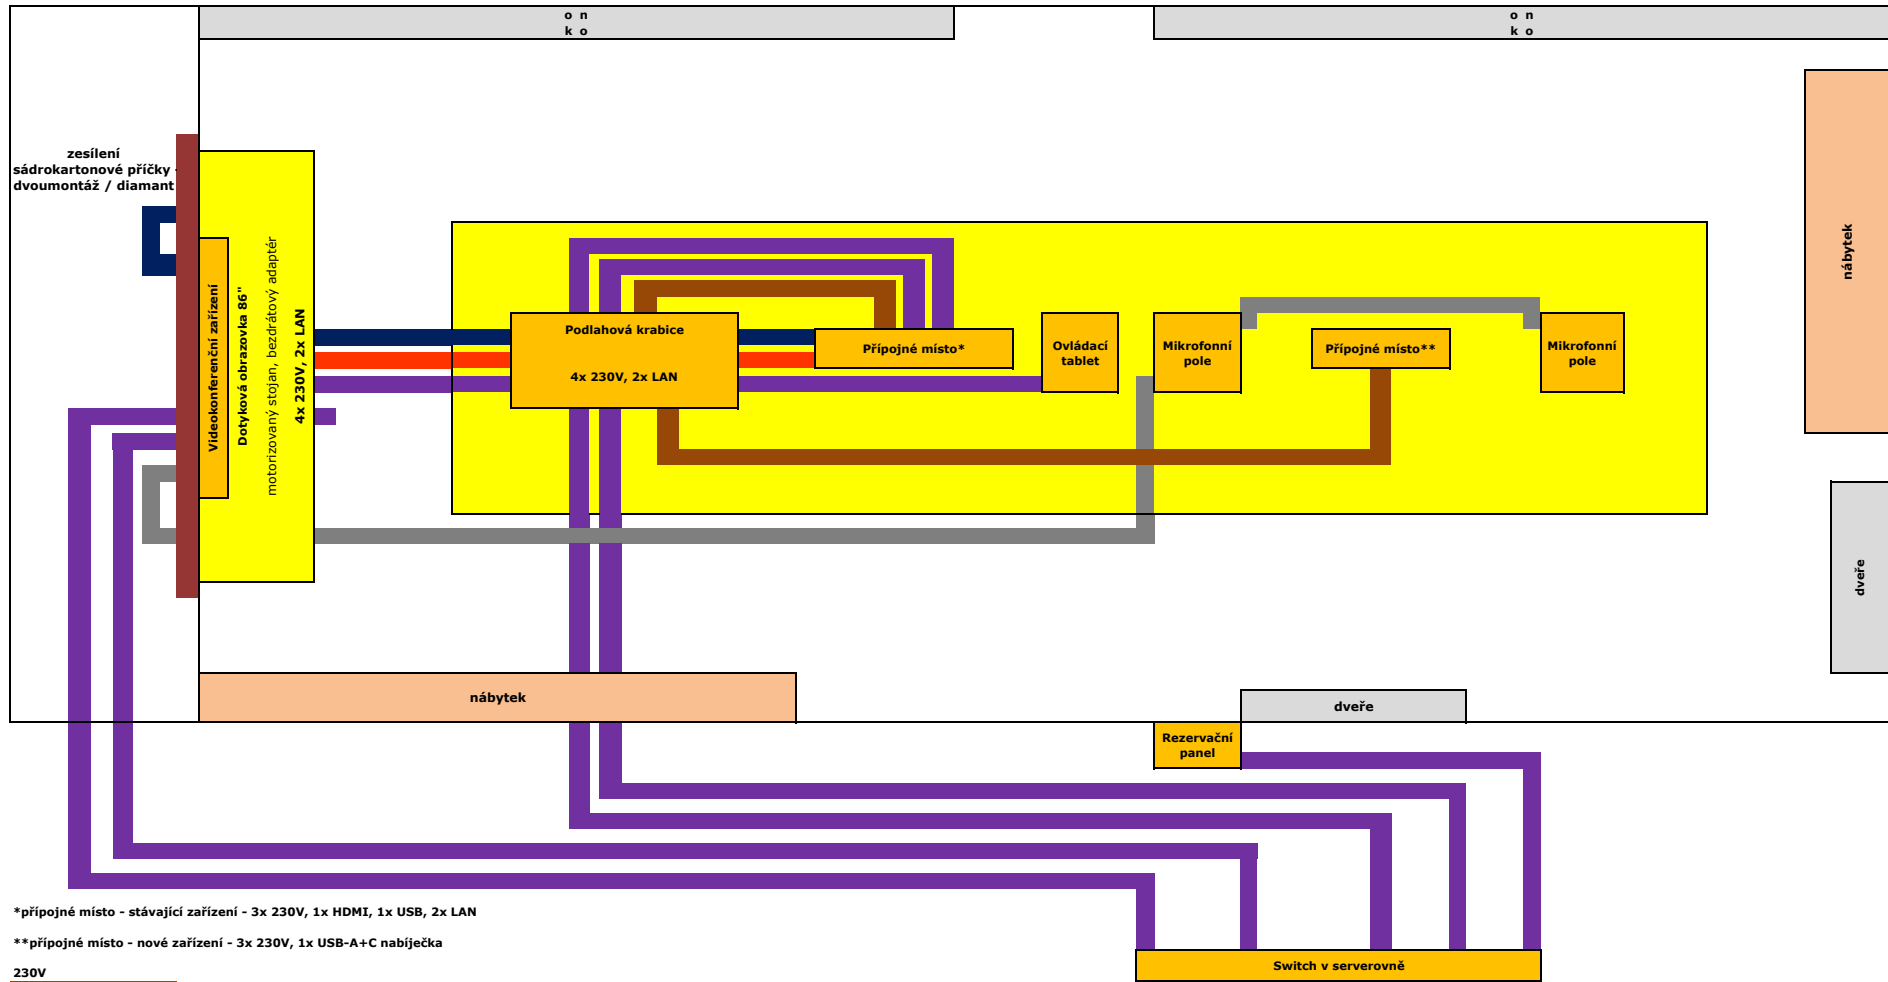 o n
k o
o n
k o
zesílení
sádrokartonové příčky -
dvoumontáž / diamant
Videokonferenční zařízení
Dotyková obrazovka 86"
motorizovaný stojan, bezdrátový adaptér
4x 230V, 2x LAN
Podlahová krabice
4x 230V, 2x LAN
Přípojné místo*
Ovládací
tablet
Mikrofonní
pole
Přípojné místo**
Mikrofonní
pole
nábytek
dveře
nábytek
dveře
Rezervační
panel
*přípojné místo - stávající zařízení - 3x 230V, 1x HDMI, 1x USB, 2x LAN
**přípojné místo - nové zařízení - 3x 230V, 1x USB-A+C nabíječka
230V
Switch v serverovně